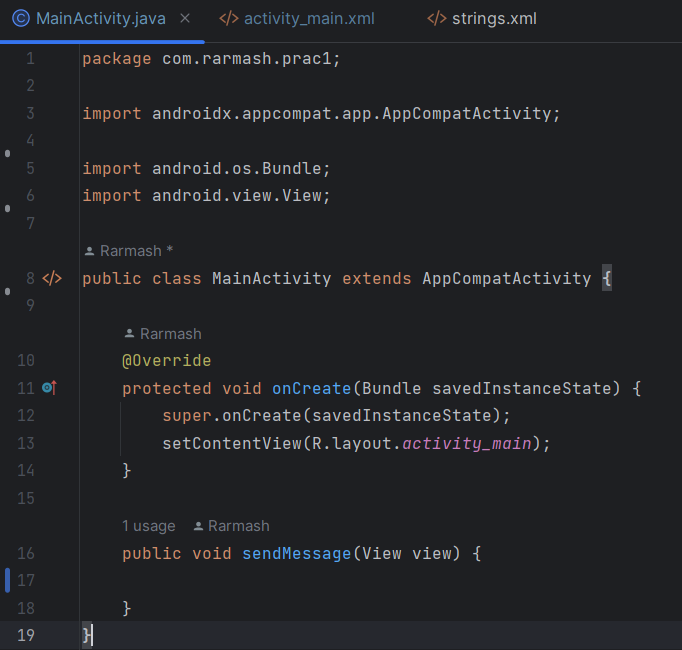 MainActivity.java activity_main.xml strings.xml
1 package com.rarmash.prac1;
2
3 import androidx.appcompat.app.AppCompatActivity;
4
5 import android.os.Bundle;
6 import android.view.View;
7
Rarmash *
8 public class MainActivity extends AppCompatActivity {
9
Rarmash
10 @Override
11 protected void onCreate(Bundle savedInstanceState) {
12 super.onCreate(savedInstanceState);
13 setContentView(R.layout.activity_main);
14 }
15
1 usage Rarmash
16 public void sendMessage(View view) {
17
18 }
19 }